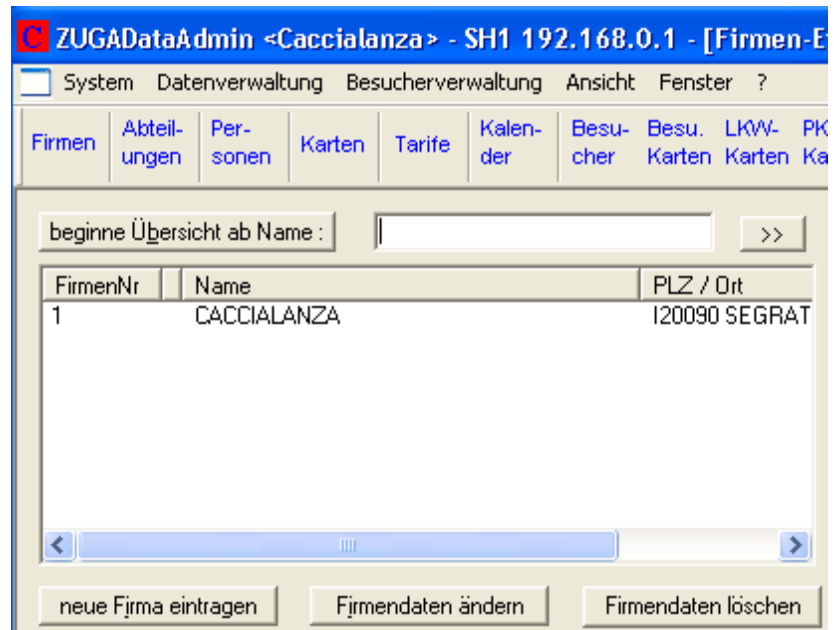 C ZUGADataAdmin <Caccialanza> - SH1 192.168.0.1 - [Firmen-E
System Datenverwaltung Besucherverwaltung Ansicht Fenster ?
Firmen Abteil- Per- Karten Tarife Kalen- Besu- Besu. LKW- PK
ungen sonen der cher Karten Karten Ka
beginne Übersicht ab Name : >>
FirmenNr Name PLZ / Ort
1 CACCIALANZA I20090 SEGRAT
neue Firma eintragen Firmendaten ändern Firmendaten löschen